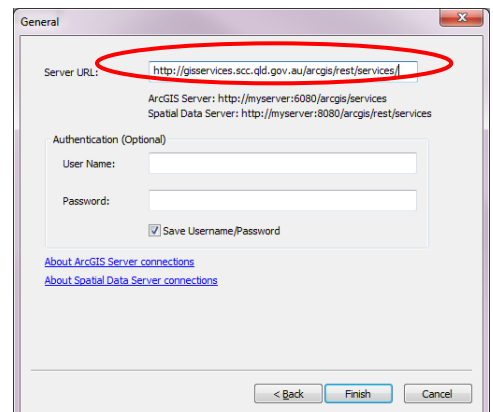 General
Server URL: http://gisservices.scc.qld.gov.au/arcgis/rest/services/
ArcGIS Server: http://myserver:6080/arcgis/services
Spatial Data Server: http://myserver:8080/arcgis/rest/services
Authentication (Optional)
User Name:
Password:
Save Username/Password
About ArcGIS Server connections
About Spatial Data Server connections
< Back Finish Cancel